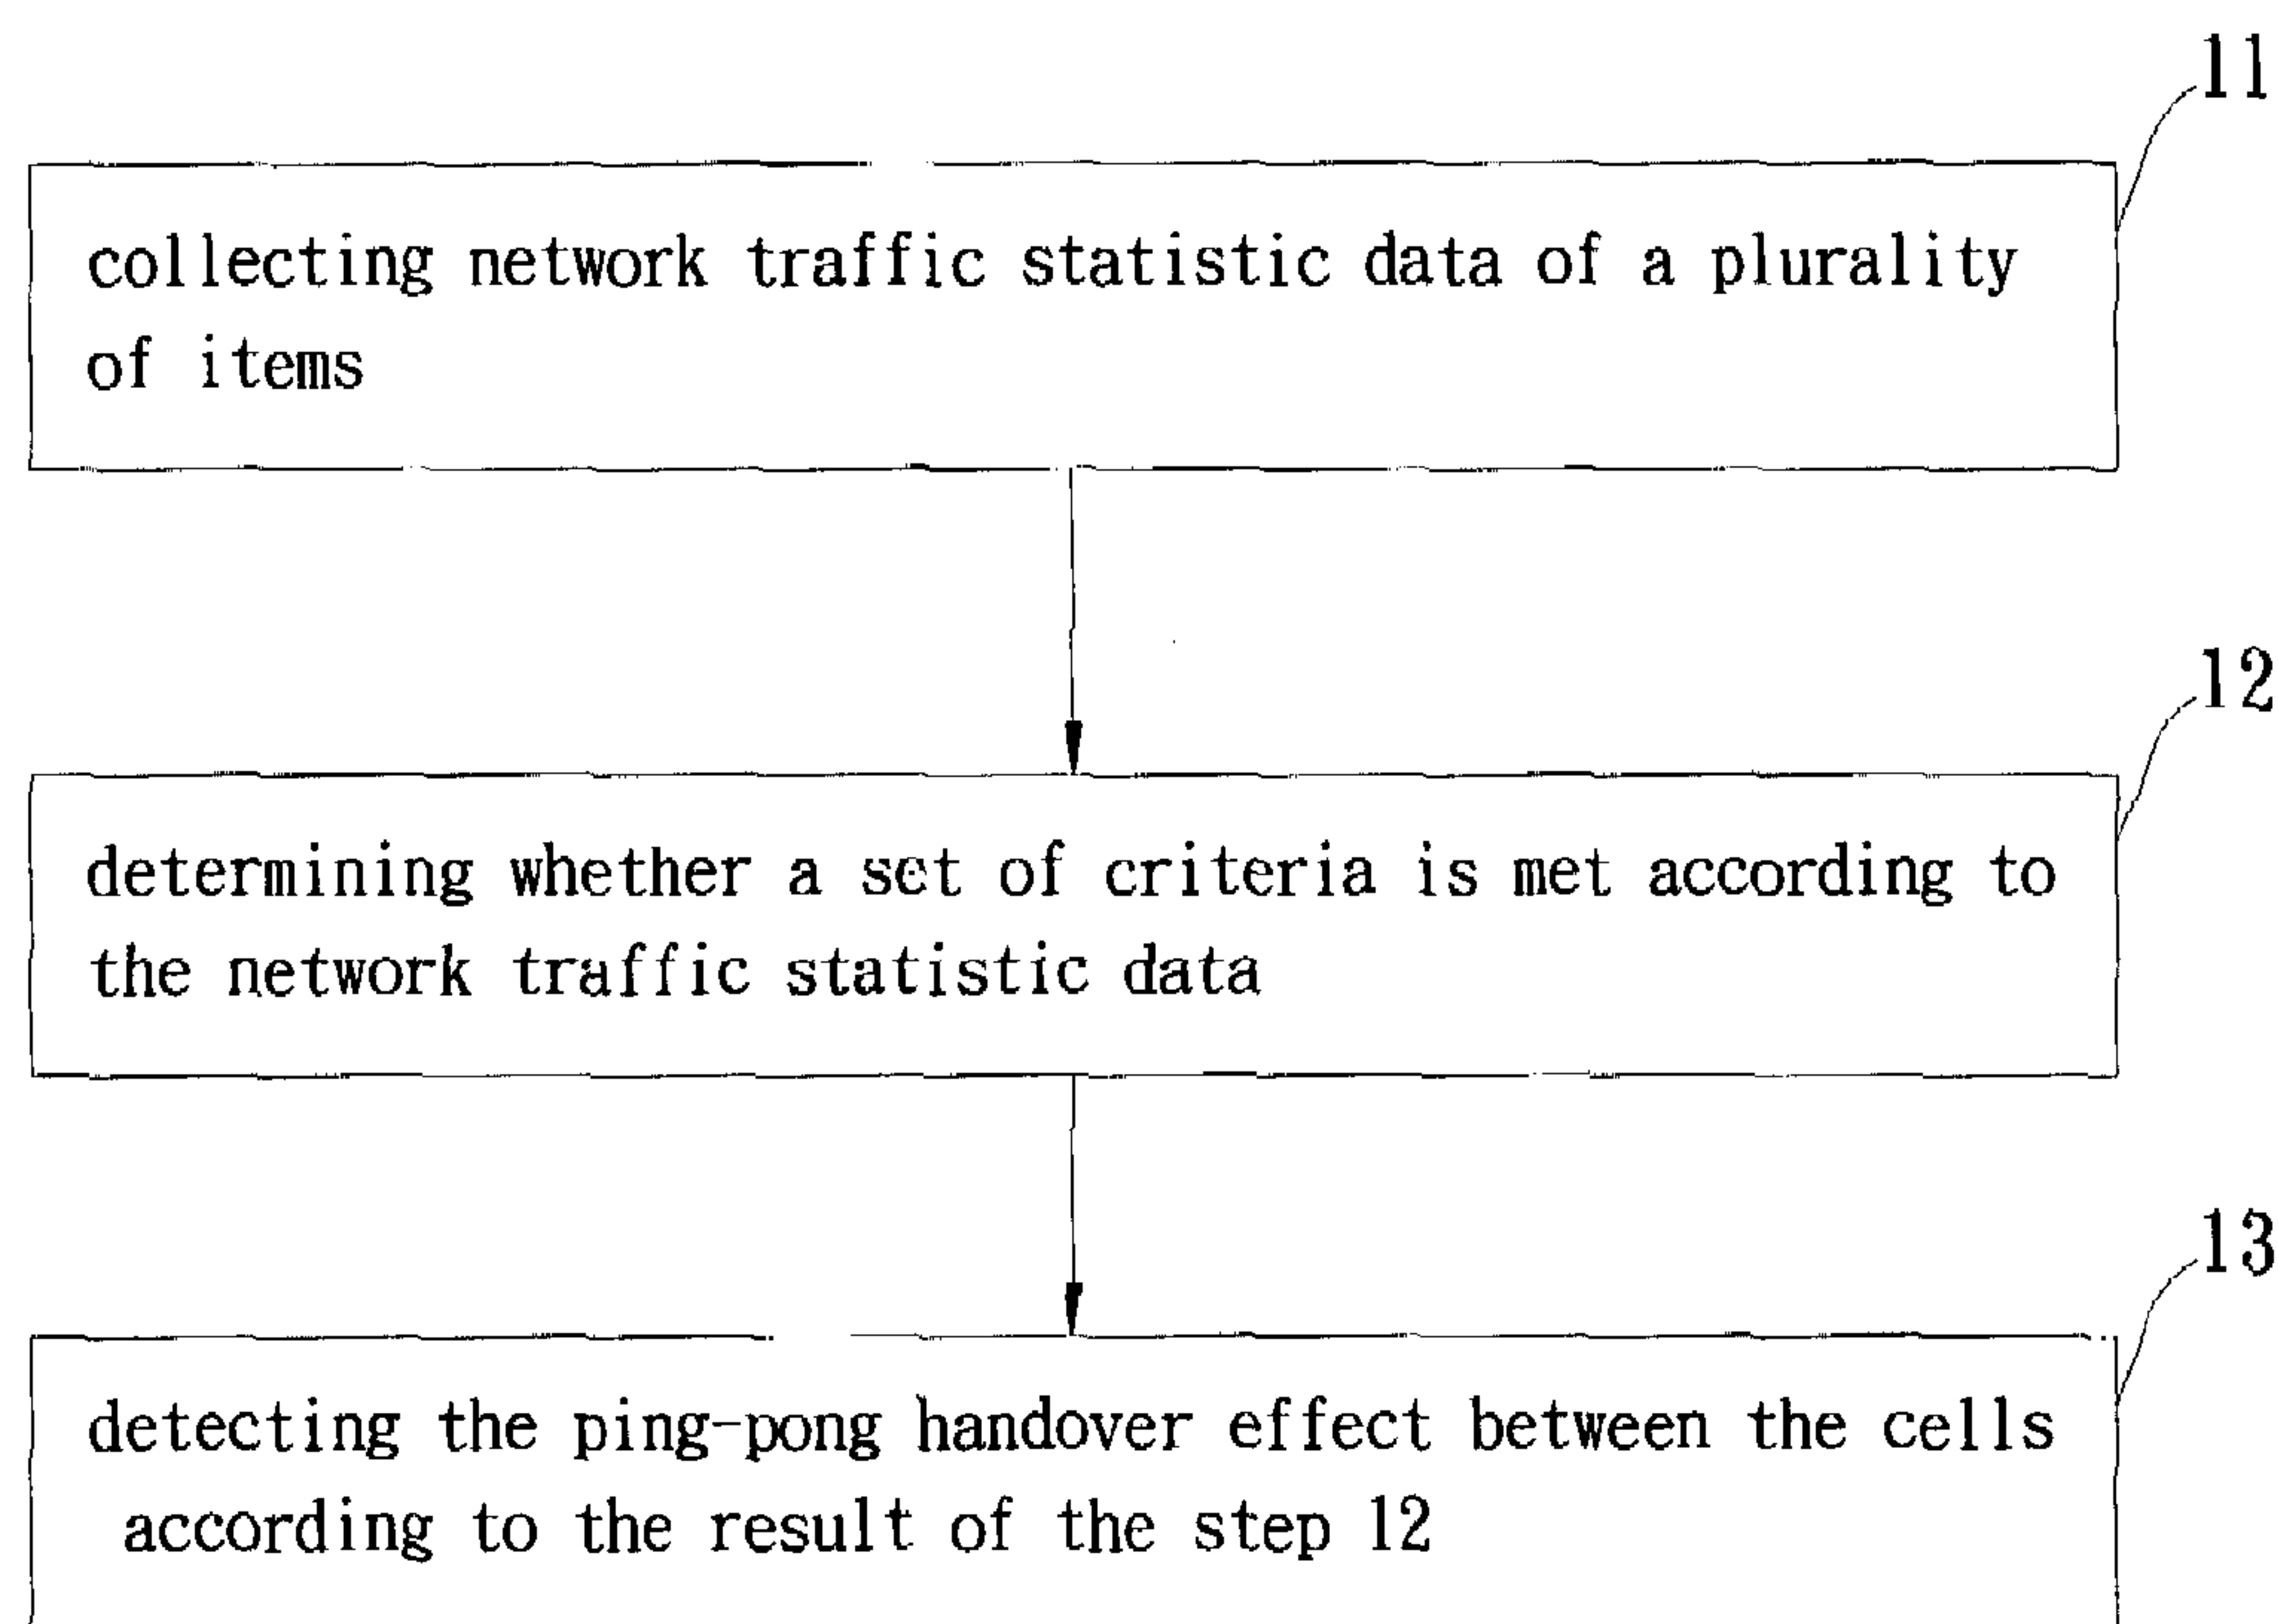 11
collecting network traffic statistic data of a plurality
of items
12
determining whether a set of criteria is met according to
the network traffic statistic data
13
detecting the ping-pong handover effect between the cells
according to the result of the step 12